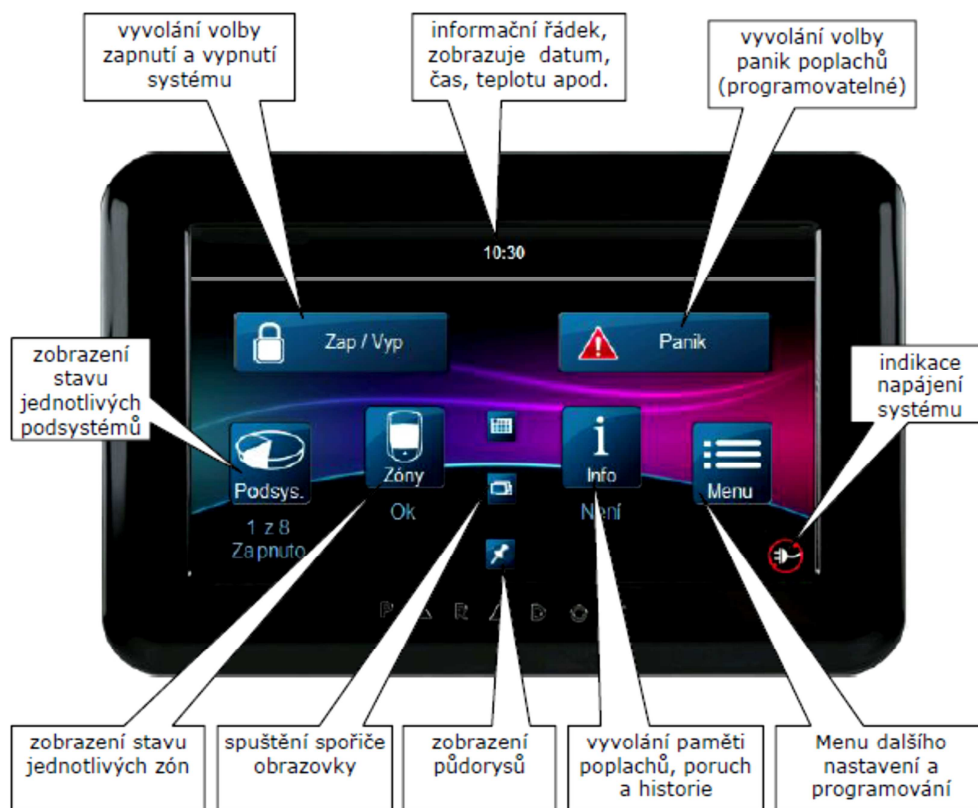 vyvolání volby
zapnutí a vypnutí
systému
informační řádek,
zobrazuje datum,
čas, teplotu apod.
vyvolání volby
panik poplachů
(programovatelné)
10:30
Zap / Vyp
Panik
zobrazení
stavu
jednotlivých
podsystémů
indikace
napájení
systému
Podsys.
Zóny
Info
Menu
1 z 8
Zapnuto
Ok
Není
P A R A D O X
zobrazení stavu
jednotlivých zón
spuštění spořiče
obrazovky
zobrazení
půdorysů
vyvolání paměti
poplachů, poruch
a historie
Menu dalšího
nastavení a
programování